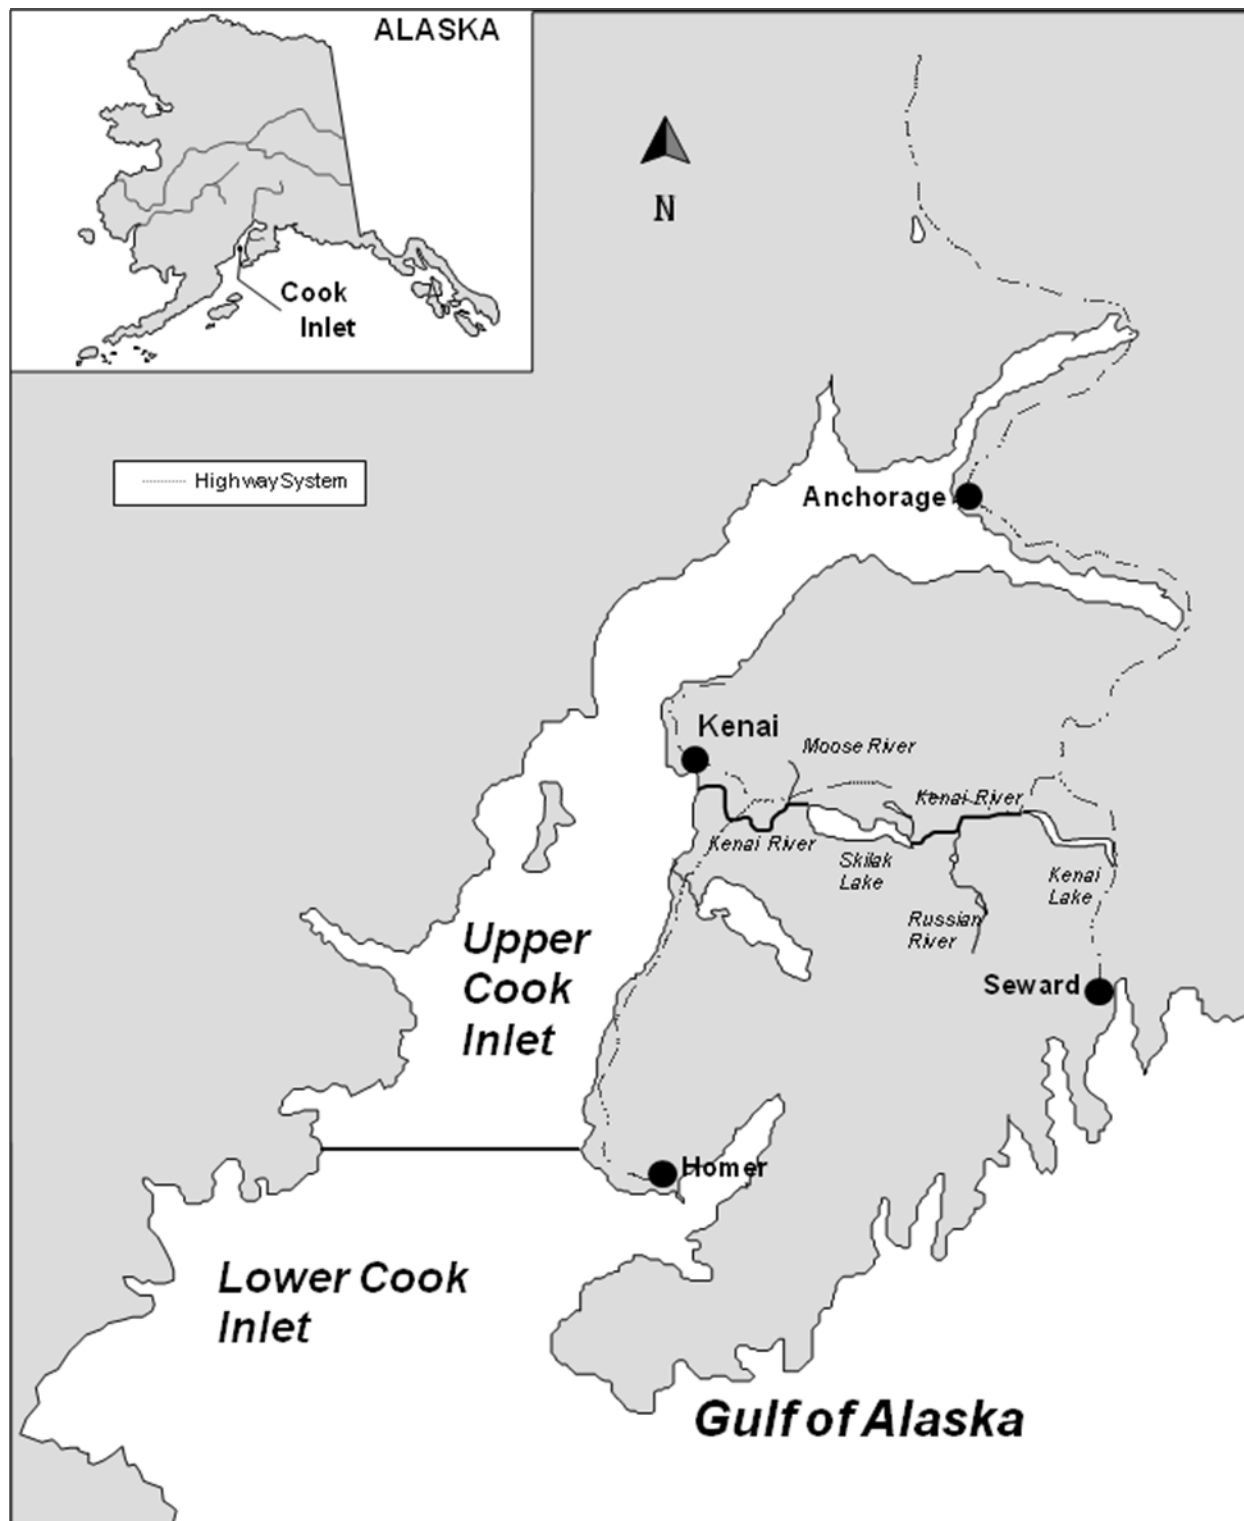 ALASKA
Cook
Inlet
N
HighwaySystem
Anchorage
Kenai
Moose River
Kenai River
Kenai River
Skilak
Lake
Kenai
Lake
Russian
River
Upper
Cook
Inlet
Seward
Homer
Lower Cook
Inlet
Gulf of Alaska